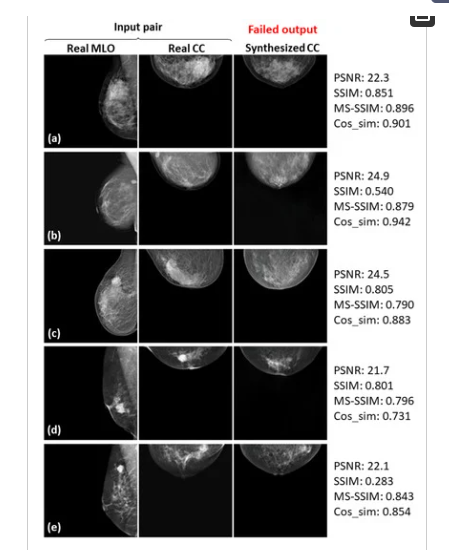 Input pair
Failed output
Real MLO
Real CC
Synthesized CC
(a)
PSNR: 22.3
SSIM: 0.851
MS-SSIM: 0.896
Cos_sim: 0.901
(b)
PSNR: 24.9
SSIM: 0.540
MS-SSIM: 0.879
Cos_sim: 0.942
(c)
PSNR: 24.5
SSIM: 0.805
MS-SSIM: 0.790
Cos_sim: 0.883
(d)
PSNR: 21.7
SSIM: 0.801
MS-SSIM: 0.796
Cos_sim: 0.731
(e)
PSNR: 22.1
SSIM: 0.283
MS-SSIM: 0.843
Cos_sim: 0.854